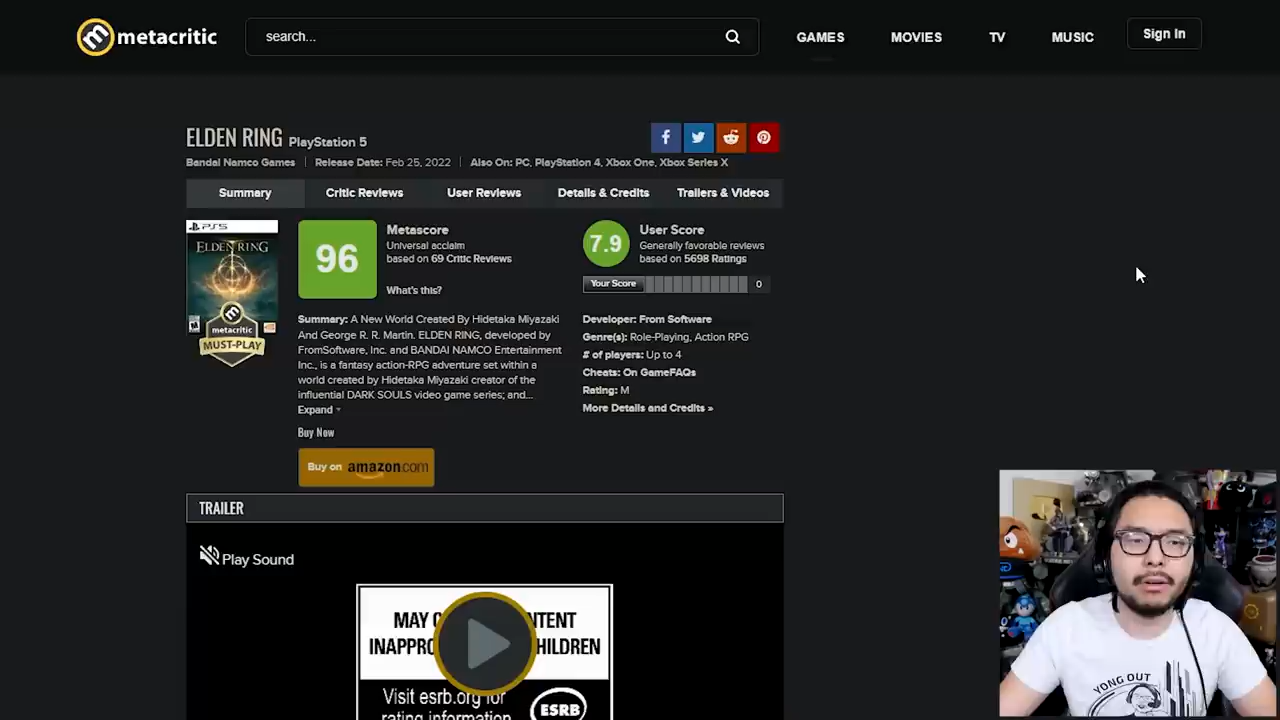 metacritic
search...
GAMES
MOVIES
TV
MUSIC
Sign In
ELDEN RING PlayStation 5
Bandai Namco Games | Release Date: Feb 25, 2022 | Also On: PC, PlayStation 4, Xbox One, Xbox Series X
Summary
Critic Reviews
User Reviews
Details & Credits
Trailers & Videos
PS5
ELDEN RING
metacritic
MUST-PLAY
96
Metascore
Universal acclaim
based on 69 Critic Reviews
What's this?
7.9
User Score
Generally favorable reviews
based on 5698 Ratings
Your Score
0
Summary: A New World Created By Hidetaka Miyazaki
And George R. R. Martin. ELDEN RING, developed by
FromSoftware, Inc. and BANDAI NAMCO Entertainment
Inc., is a fantasy action-RPG adventure set within a
world created by Hidetaka Miyazaki creator of the
influential DARK SOULS video game series; and...
Expand
Buy Now
Buy on amazon.com
Developer: From Software
Genre(s): Role-Playing, Action RPG
# of players: Up to 4
Cheats: On GameFAQs
Rating: M
More Details and Credits »
TRAILER
Play Sound
MAY C NTENT
INAPPRO HILDREN
Visit esrb.org for
rating information
ESRB
YONG OUT